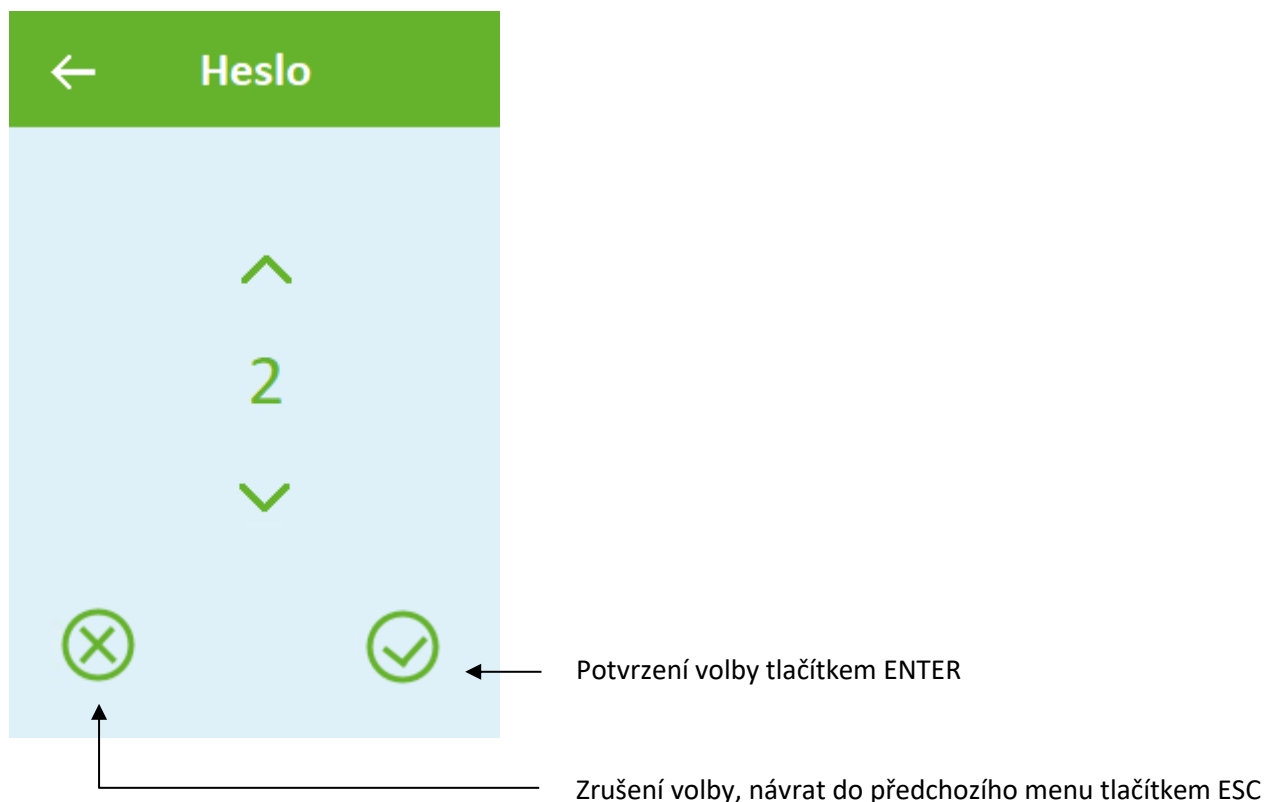 Heslo
2
Potvrzení volby tlačítkem ENTER
Zrušení volby, návrat do předchozího menu tlačítkem ESC